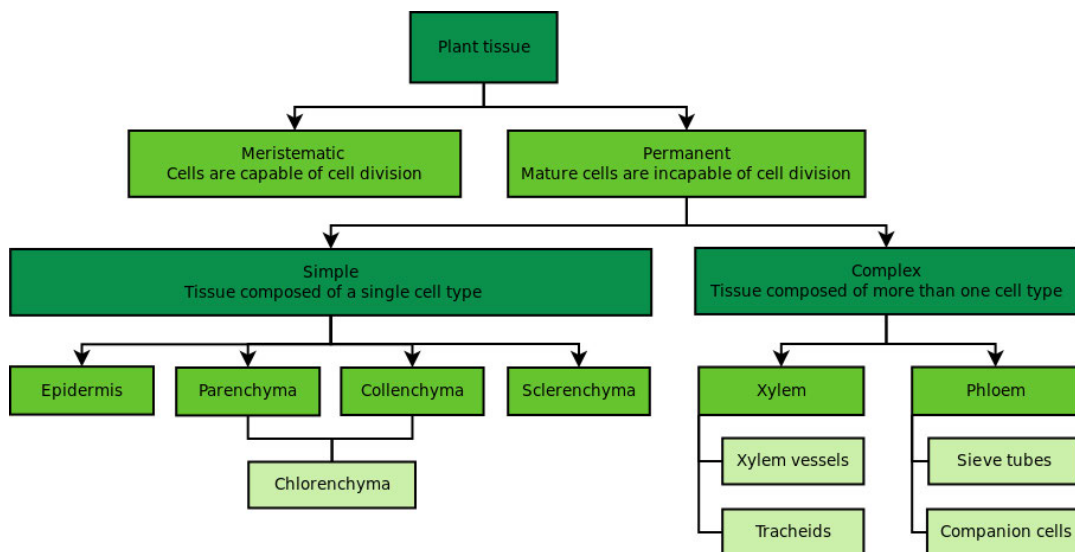 Plant tissue
Meristematic
Cells are capable of cell division
Permanent
Mature cells are incapable of cell division
Simple
Tissue composed of a single cell type
Complex
Tissue composed of more than one cell type
Epidermis
Parenchyma
Collenchyma
Sclerenchyma
Xylem
Phloem
Chlorenchyma
Xylem vessels
Sieve tubes
Tracheids
Companion cells